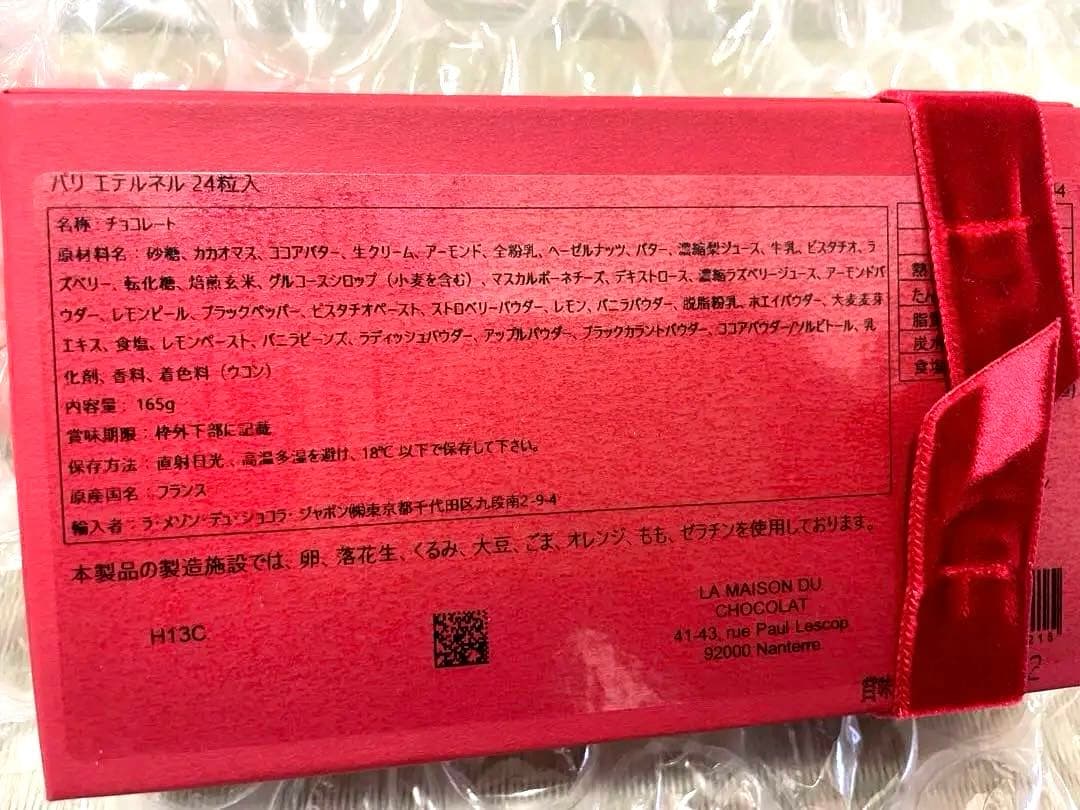 パリ エテルネル 24粒入
名称：チョコレート
原材料名：砂糖、カカオマス、ココアバター、生クリーム、アーモンド、全粉乳、ヘーゼルナッツ、バター、濃縮梨ジュース、牛乳、ピスタチオ、ラ
ズベリー、転化糖、焙煎玄米、グルコースシロップ（小麦を含む）、マスカルポーネチーズ、デキストロース、濃縮ラズベリージュース、アーモンドパ
ウダー、レモンピール、ブラックペッパー、ピスタチオペースト、ストロベリーパウダー、レモン、バニラパウダー、脱脂粉乳、ホエイパウダー、大麦麦芽
エキス、食塩、レモンペースト、バニラビーンズ、ラディッシュパウダー、アップルパウダー、ブラックカラントパウダー、ココアパウダー/ソルビトール、乳
化剤、香料、着色料（ウコン）
内容量：165g
賞味期限：枠外下部に記載
保存方法：直射日光、高温多湿を避け、18℃以下で保存して下さい。
原産国名：フランス
輸入者：ラ・メゾン・デュ・ショコラ・ジャポン㈱東京都千代田区九段南2-9-4
本製品の製造施設では、卵、落花生、くるみ、大豆、ごま、オレンジ、もも、ゼラチンを使用しております。
H13C
LA MAISON DU
CHOCOLAT
41-43, rue Paul Lescop
92000 Nanterre
熱
たん
脂
炭
食塩